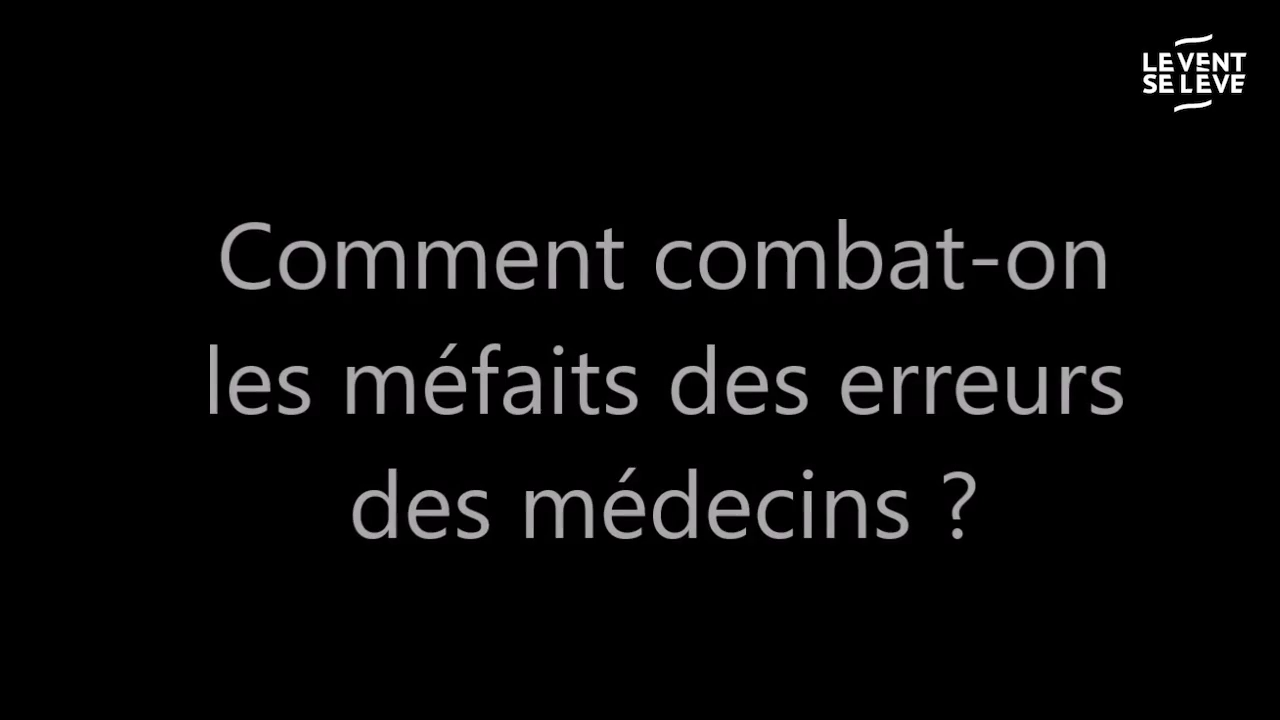 LE VENT
SE LÈVE
Comment combat-on
les méfaits des erreurs
des médecins ?